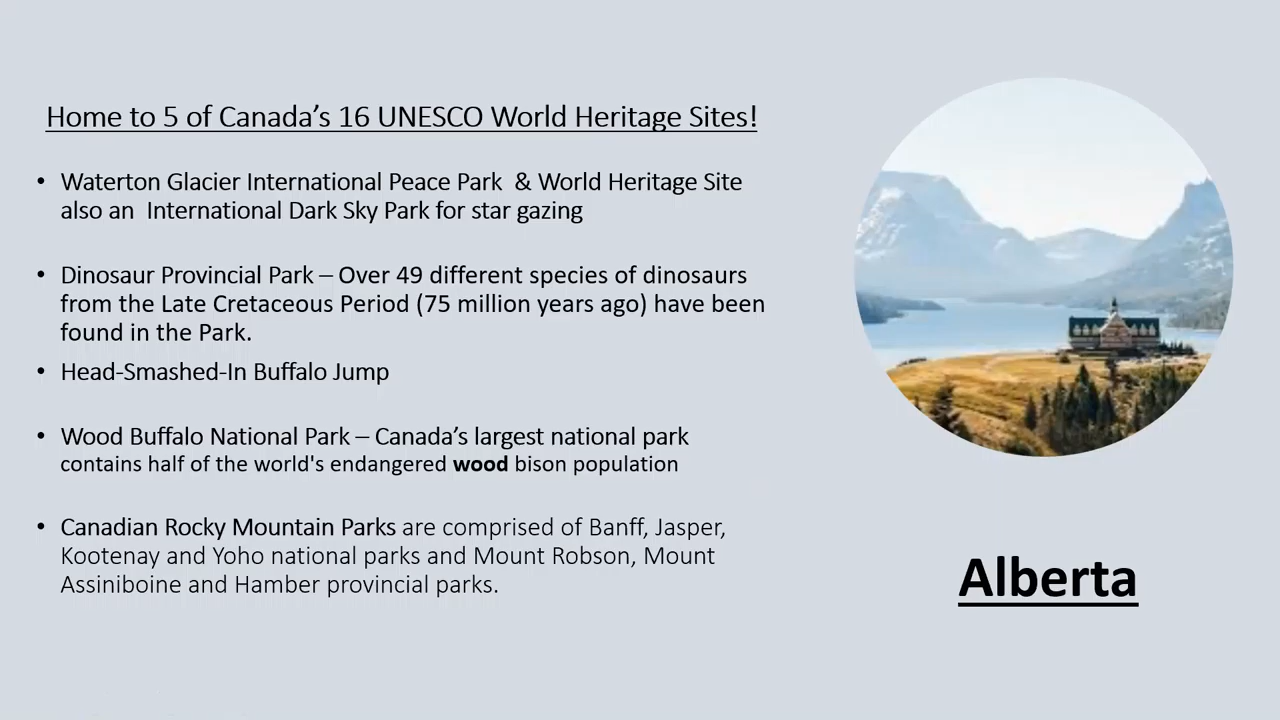 Home to 5 of Canada’s 16 UNESCO World Heritage Sites!
• Waterton Glacier International Peace Park  & World Heritage Site
also an  International Dark Sky Park for star gazing
• Dinosaur Provincial Park – Over 49 different species of dinosaurs
from the Late Cretaceous Period (75 million years ago) have been
found in the Park.
• Head-Smashed-In Buffalo Jump
• Wood Buffalo National Park – Canada’s largest national park
contains half of the world's endangered wood bison population
• Canadian Rocky Mountain Parks are comprised of Banff, Jasper,
Kootenay and Yoho national parks and Mount Robson, Mount
Assiniboine and Hamber provincial parks.
Alberta